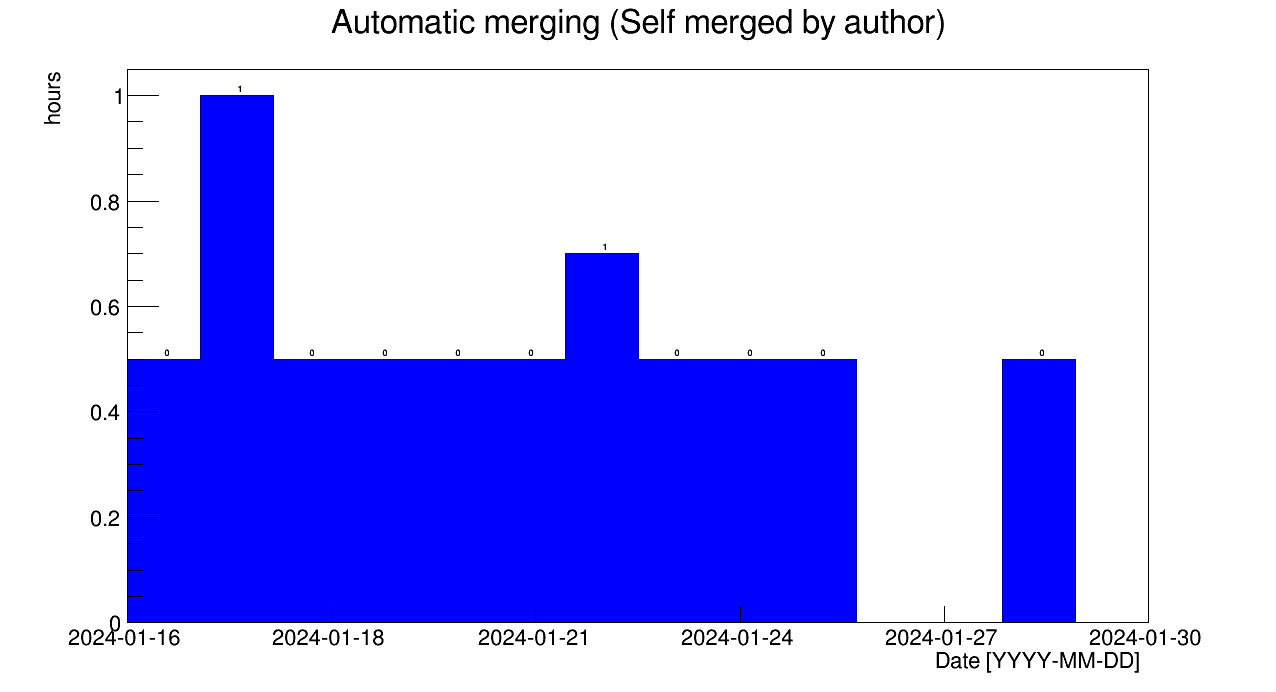 Automatic merging (Self merged by author)
hours
1
1
0.8
1
0.6
0 0 0 0 0 0 0 0 0
0.4
0.2
0
2024-01-16 2024-01-18 2024-01-21 2024-01-24 2024-01-27 2024-01-30
Date [YYYY-MM-DD]